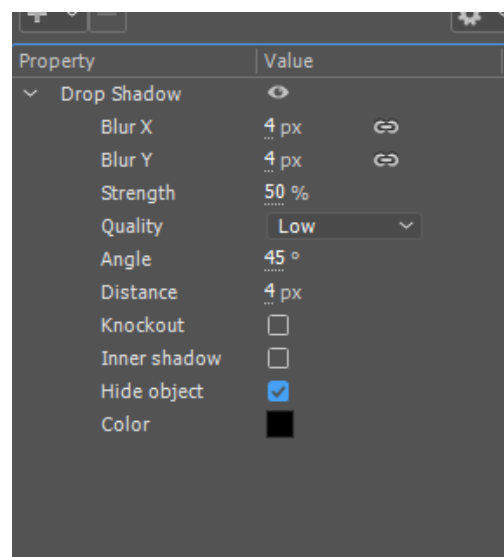 Property Value
Drop Shadow
Blur X 4 px
Blur Y 4 px
Strength 50 %
Quality Low
Angle 45 °
Distance 4 px
Knockout
Inner shadow
Hide object
Color